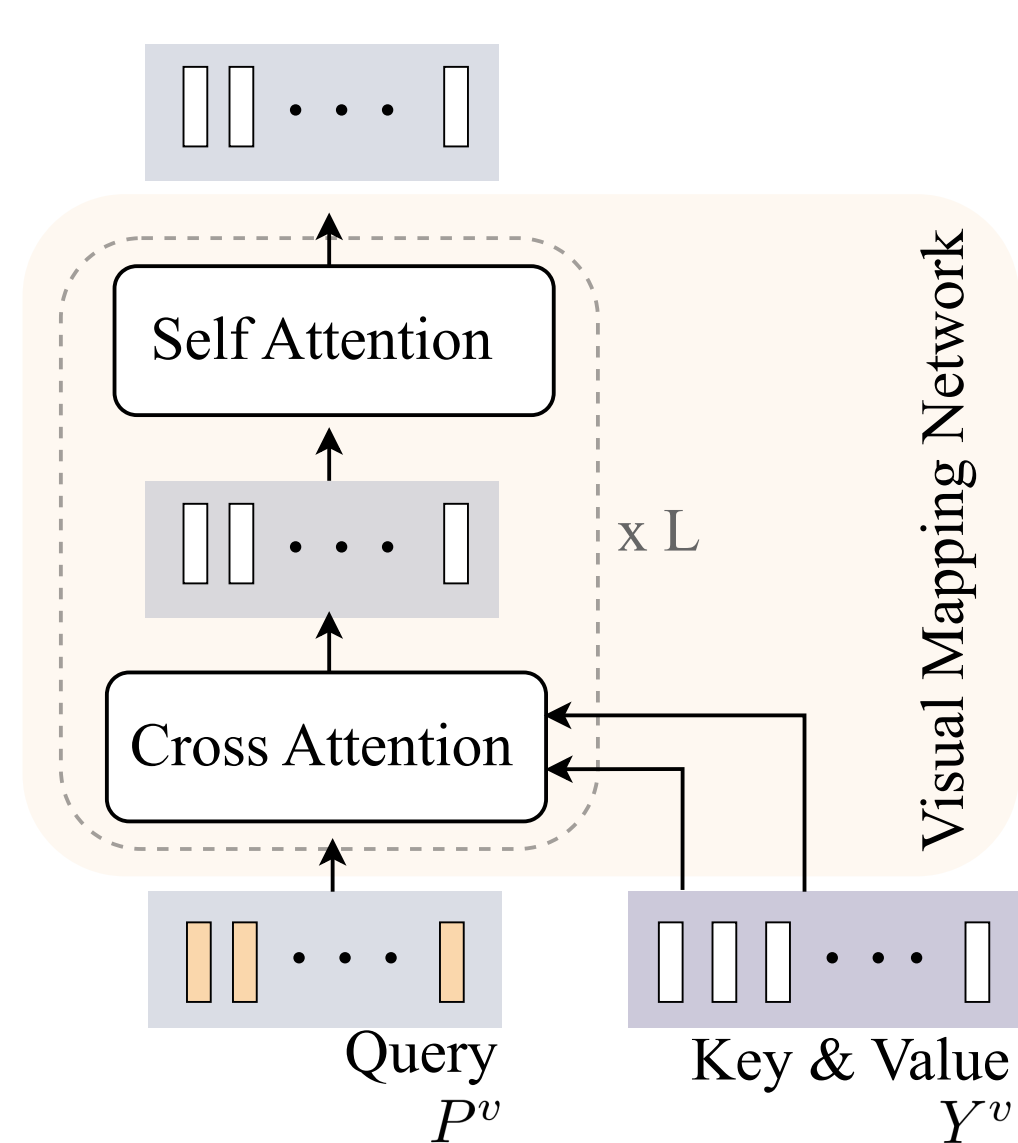 Self Attention
x L
Cross Attention
Visual Mapping Network
Query
P^v
Key & Value
Y^v